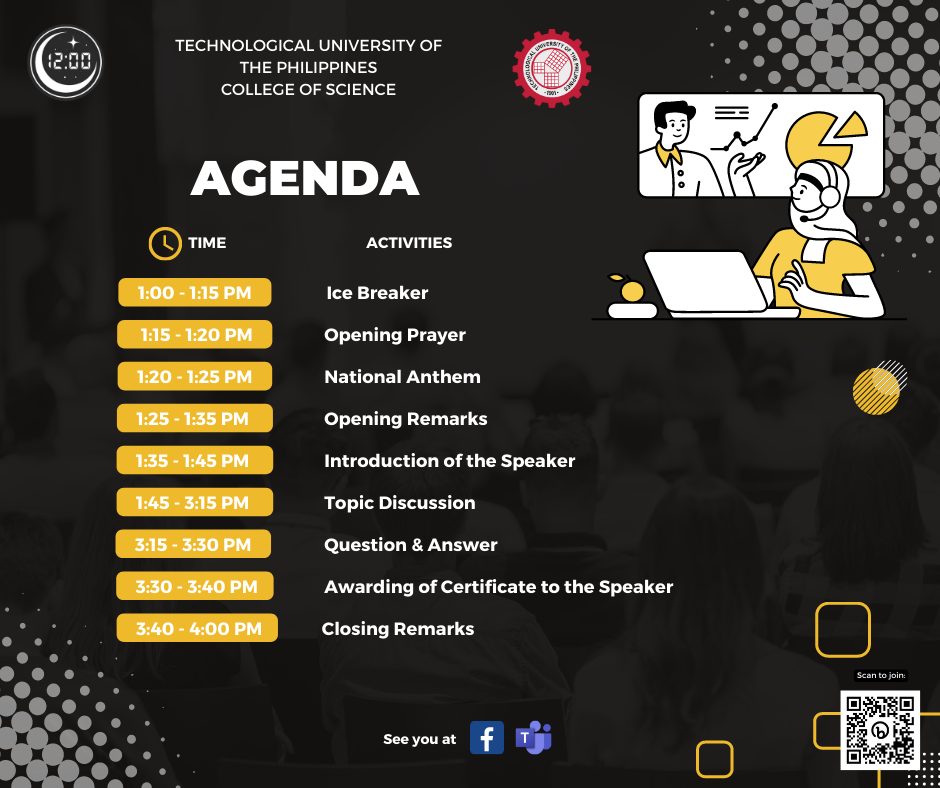 12:00
TECHNOLOGICAL UNIVERSITY OF
THE PHILIPPINES
COLLEGE OF SCIENCE
TECHNOLOGICAL UNIVERSITY OF THE PHILIPPINES
1901
AGENDA
TIME ACTIVITIES
1:00 - 1:15 PM Ice Breaker
1:15 - 1:20 PM Opening Prayer
1:20 - 1:25 PM National Anthem
1:25 - 1:35 PM Opening Remarks
1:35 - 1:45 PM Introduction of the Speaker
1:45 - 3:15 PM Topic Discussion
3:15 - 3:30 PM Question & Answer
3:30 - 3:40 PM Awarding of Certificate to the Speaker
3:40 - 4:00 PM Closing Remarks
Scan to join:
See you at
f
T
b